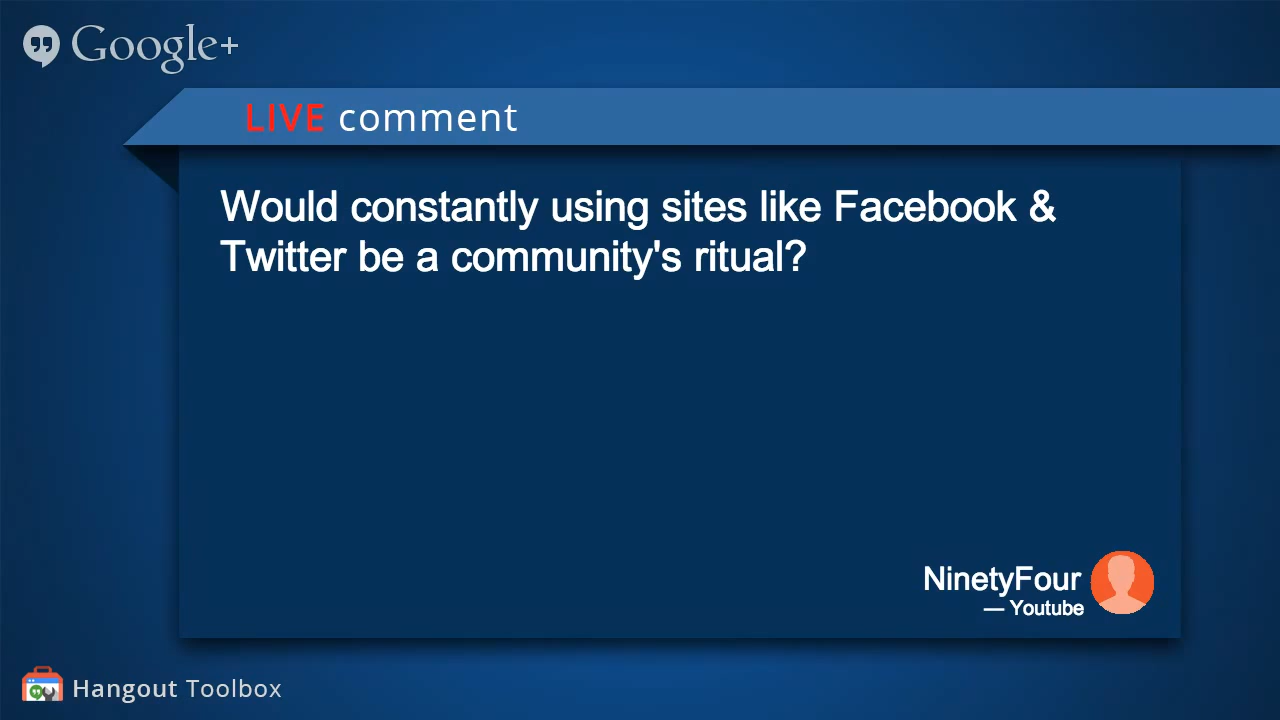 Google+
LIVE comment
Would constantly using sites like Facebook &
Twitter be a community's ritual?
NinetyFour
— Youtube
Hangout Toolbox